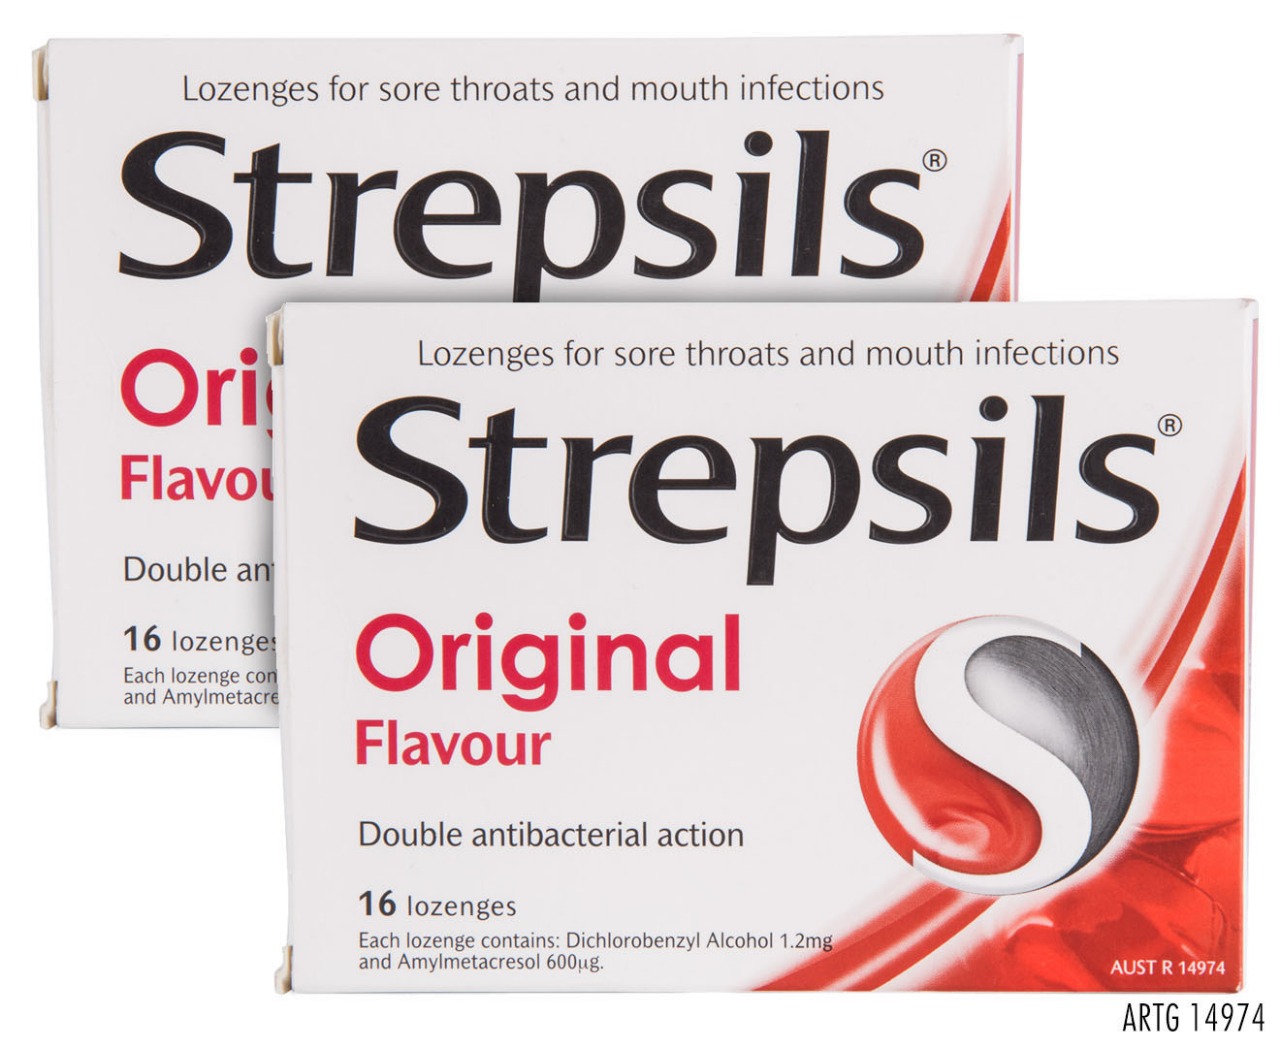 Lozenges for sore throats and mouth infections
Strepsils®
Ori
Flavou
Double an
16 lozenges
Each lozenge con
and Amylmetacre
Lozenges for sore throats and mouth infections
Strepsils®
Original
Flavour
Double antibacterial action
16 lozenges
Each lozenge contains: Dichlorobenzyl Alcohol 1.2mg
and Amylmetacresol 600µg.
AUST R 14974
ARTG 14974